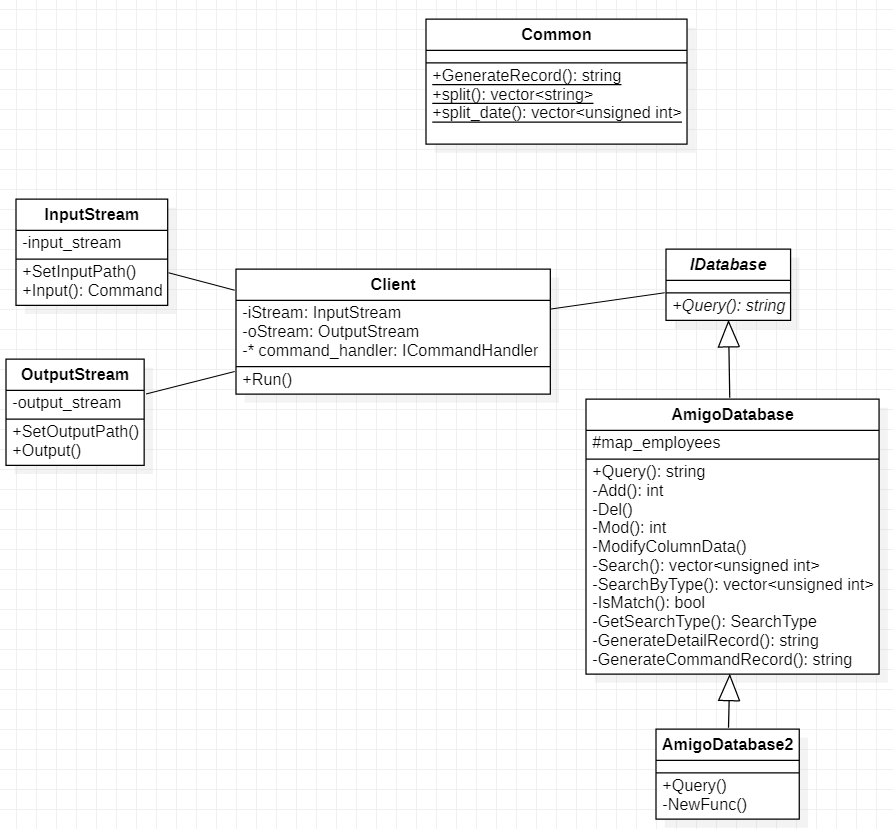 Common
+GenerateRecord(): string
+split(): vector<string>
+split_date(): vector<unsigned int>
InputStream
-input_stream
+SetInputPath()
+Input(): Command
OutputStream
-output_stream
+SetOutputPath()
+Output()
Client
-iStream: InputStream
-oStream: OutputStream
-* command_handler: ICommandHandler
+Run()
IDatabase
+Query(): string
AmigoDatabase
#map_employees
+Query(): string
-Add(): int
-Del()
-Mod(): int
-ModifyColumnData()
-Search(): vector<unsigned int>
-SearchByType(): vector<unsigned int>
-IsMatch(): bool
-GetSearchType(): SearchType
-GenerateDetailRecord(): string
-GenerateCommandRecord(): string
AmigoDatabase2
+Query()
-NewFunc()